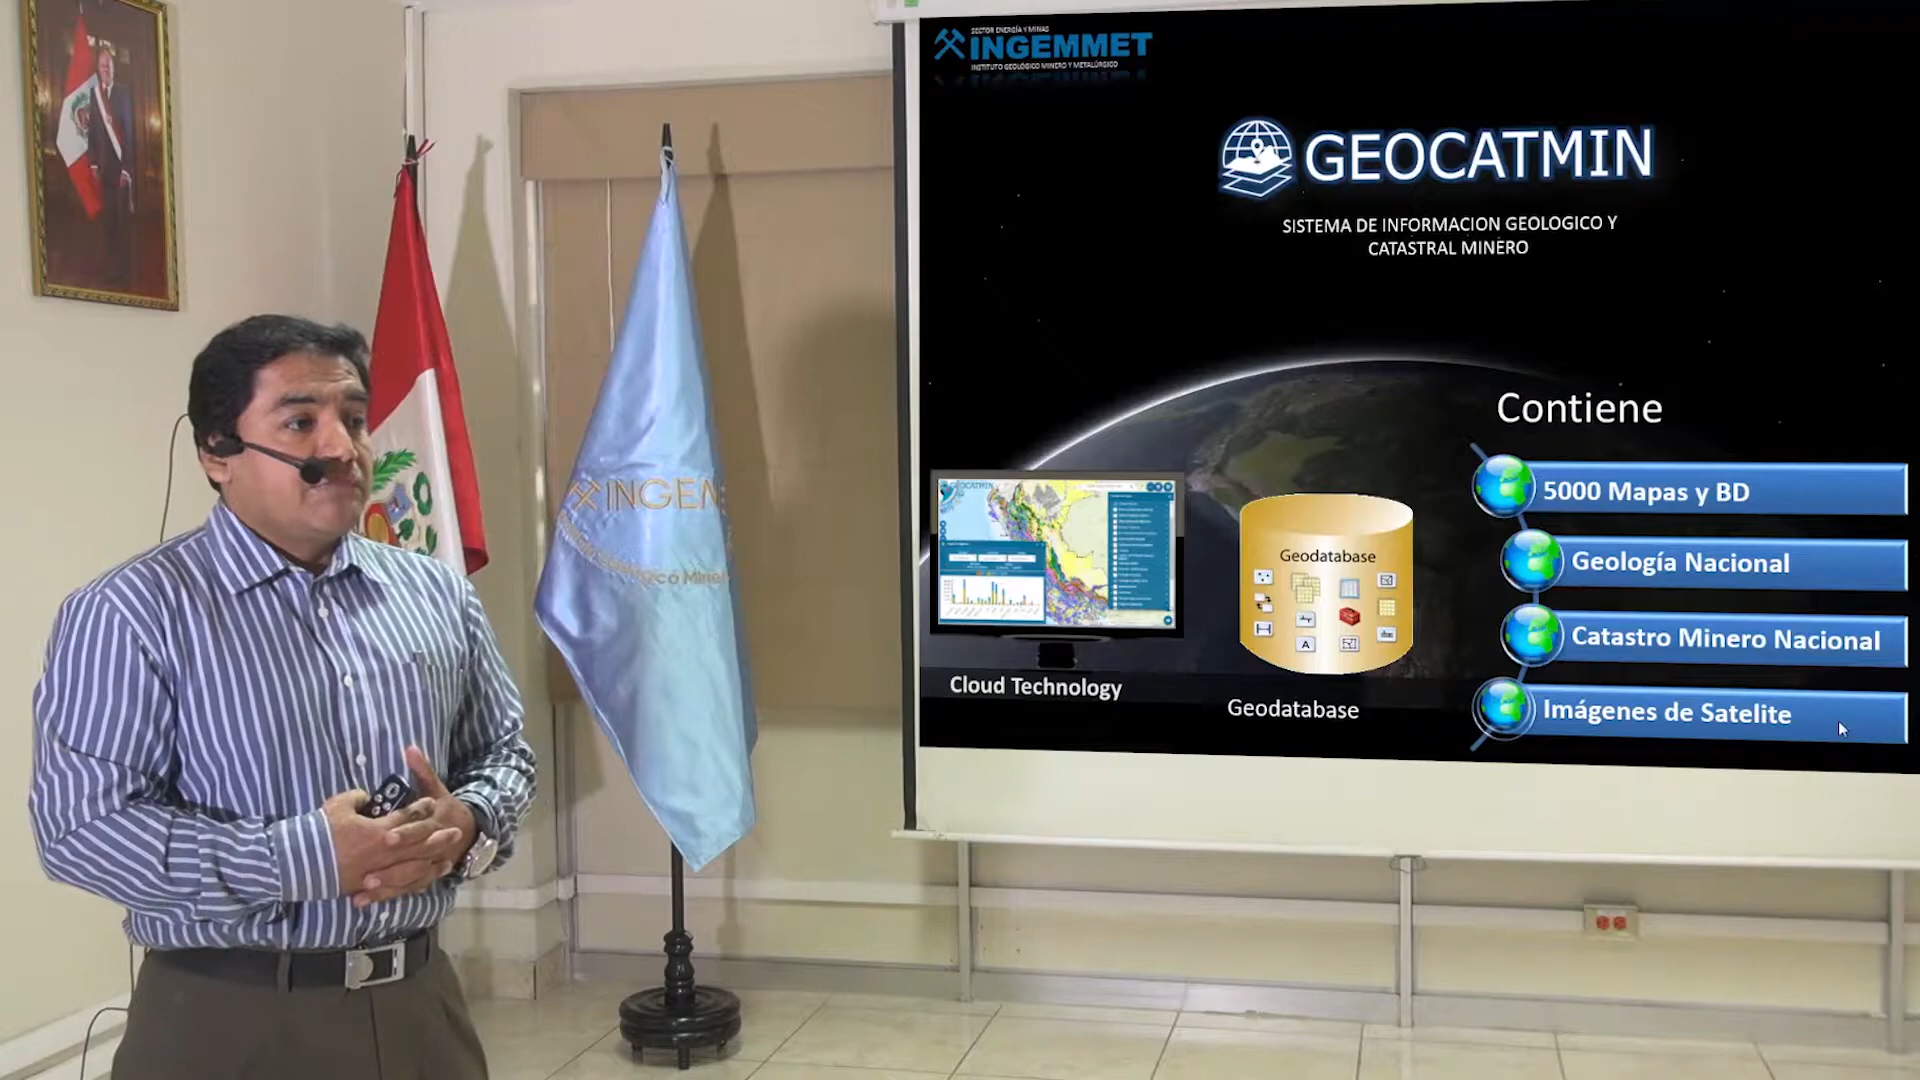 SECTOR ENERGÍA Y MINAS
INGEMMET
INSTITUTO GEOLÓGICO MINERO Y METALÚRGICO
GEOCATMIN
SISTEMA DE INFORMACION GEOLOGICO Y
CATASTRAL MINERO
Contiene
5000 Mapas y BD
Geología Nacional
Catastro Minero Nacional
Imágenes de Satelite
GEOCATMIN
Cloud Technology
Geodatabase
A
Geodatabase
INGEM